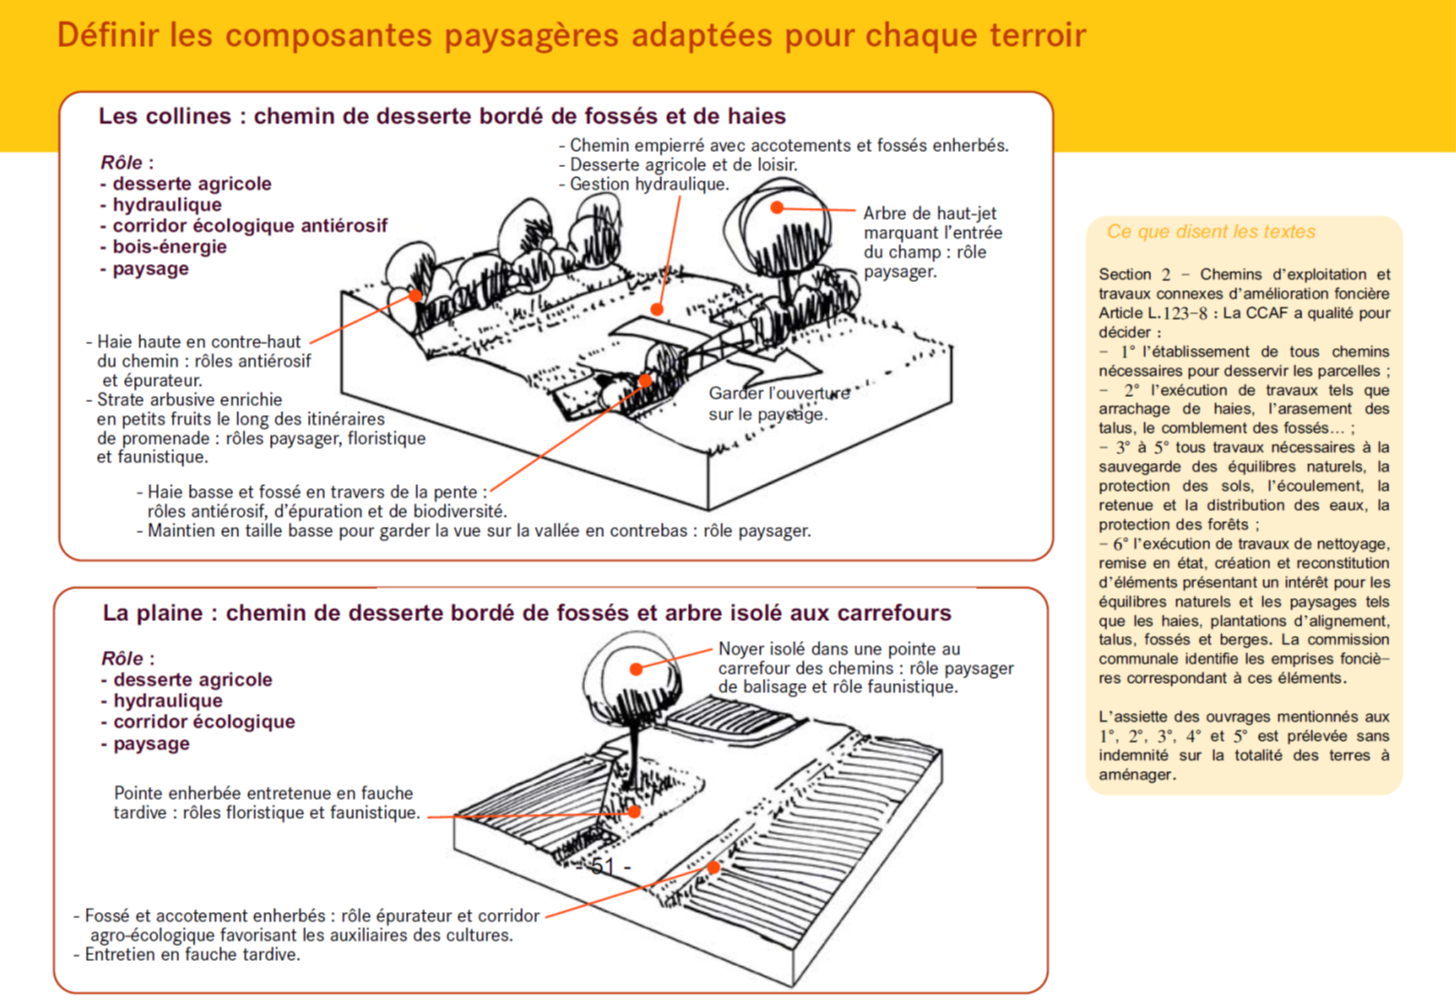 Définir les composantes paysagères adaptées pour chaque terroir
Les collines : chemin de desserte bordé de fossés et de haies
Rôle :
- desserte agricole
- hydraulique
- corridor écologique antiérosif
- bois-énergie
- paysage
- Chemin empierré avec accotements et fossés enherbés.
- Desserte agricole et de loisir.
- Gestion hydraulique.
Arbre de haut-jet
marquant l'entrée
du champ : rôle
paysager.
- Haie haute en contre-haut
du chemin : rôles antiérosif
et épurateur.
- Strate arbusive enrichie
en petits fruits le long des itinéraires
de promenade : rôles paysager, floristique
et faunistique.
Garder l'ouverture
sur le paysage.
- Haie basse et fossé en travers de la pente :
rôles antiérosif, d'épuration et de biodiversité.
- Maintien en taille basse pour garder la vue sur la vallée en contrebas : rôle paysager.
La plaine : chemin de desserte bordé de fossés et arbre isolé aux carrefours
Rôle :
- desserte agricole
- hydraulique
- corridor écologique
- paysage
Noyer isolé dans une pointe au
carrefour des chemins : rôle paysager
de balisage et rôle faunistique.
Pointe enherbée entretenue en fauche
tardive : rôles floristique et faunistique.
- 51 -
- Fossé et accotement enherbés : rôle épurateur et corridor
agro-écologique favorisant les auxiliaires des cultures.
- Entretien en fauche tardive.
Ce que disent les textes
Section 2 – Chemins d'exploitation et
travaux connexes d'amélioration foncière
Article L.123-8 : La CCAF a qualité pour
décider :
– 1° l'établissement de tous chemins
nécessaires pour desservir les parcelles ;
– 2° l'exécution de travaux tels que
arrachage de haies, l'arasement des
talus, le comblement des fossés... ;
– 3° à 5° tous travaux nécessaires à la
sauvegarde des équilibres naturels, la
protection des sols, l'écoulement, la
retenue et la distribution des eaux, la
protection des forêts ;
– 6° l'exécution de travaux de nettoyage,
remise en état, création et reconstitution
d'éléments présentant un intérêt pour les
équilibres naturels et les paysages tels
que les haies, plantations d'alignement,
talus, fossés et berges. La commission
communale identifie les emprises fonciè-
res correspondant à ces éléments.
L'assiette des ouvrages mentionnés aux
1°, 2°, 3°, 4° et 5° est prélevée sans
indemnité sur la totalité des terres à
aménager.